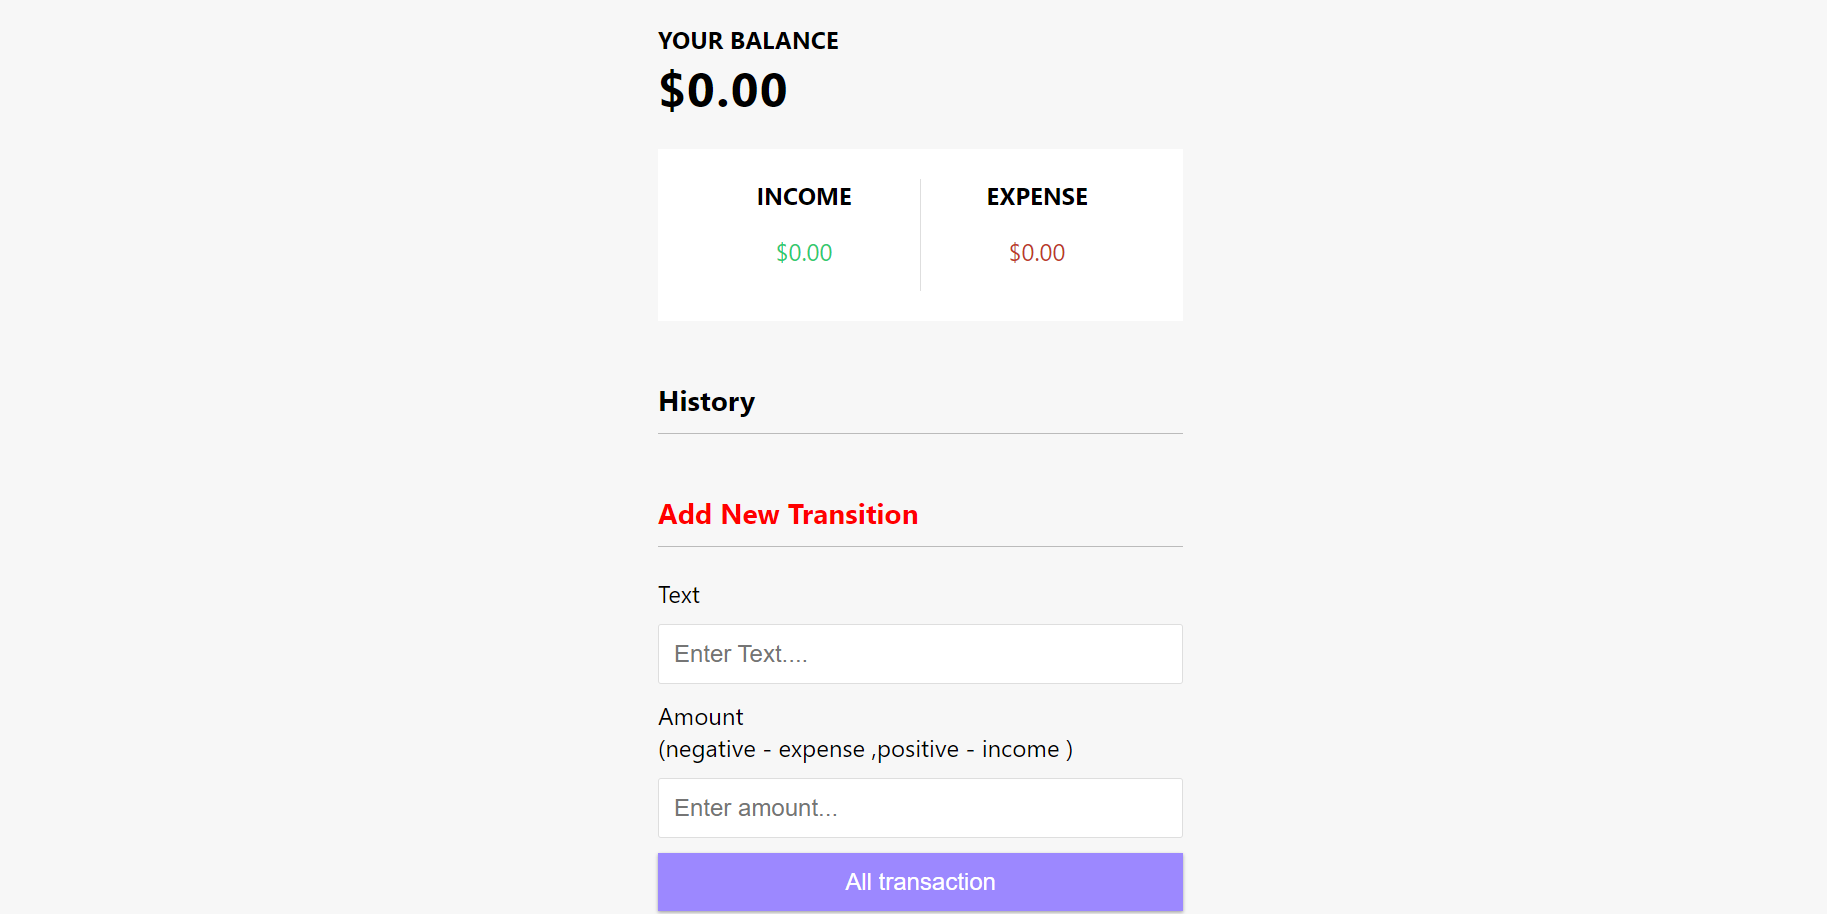 YOUR BALANCE
$0.00
INCOME
EXPENSE
$0.00
$0.00
History
Add New Transition
Text
Enter Text....
Amount
(negative - expense ,positive - income )
Enter amount...
All transaction